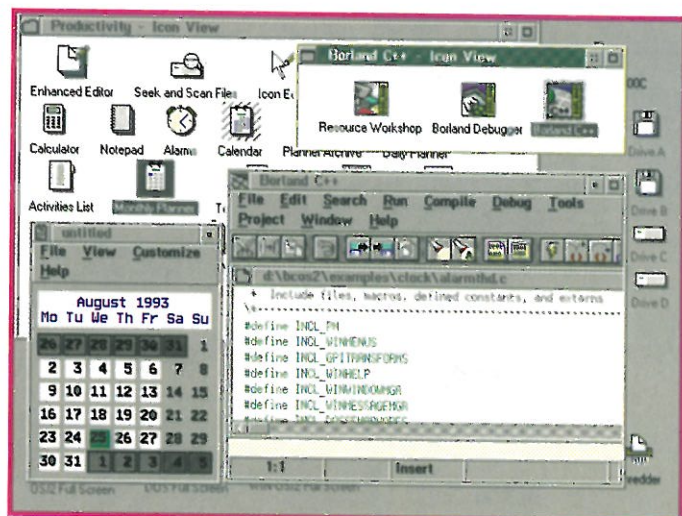 Productivity - Icon View
Borland C++ - Icon View
Enhanced Editor
Seek and Scan Files
Icon Ed
Resource Workshop
Borland Debugger
Borland C++
Drive A
Calculator
Notepad
Alarms
Calendar
Planner Archive
Daily Planner
Activities List
Monthly Planner
Drive B
Drive C
Drive D
Borland C++
File Edit Search Run Compile Debug Tools
Project Window Help
d:\bcos2\examples\clock\alarmthd.c
* Include files, macros, defined constants, and externs
\*
#define INCL_PM
#define INCL_WINMENUS
#define INCL_GPITRANSFORMS
#define INCL_WINHELP
#define INCL_WINWINDOWMGR
#define INCL_WINMESSAGEMGR
1:1 Insert
untitled
File View Customize
Help
August 1993
Mo Tu We Th Fr Sa Su
26 27 28 29 30 31 1
2 3 4 5 6 7 8
9 10 11 12 13 14 15
16 17 18 19 20 21 22
23 24 25 26 27 28 29
30 31 1 2 3 4 5
OS/2 Full Screen
DOS Full Screen
WIN-OS/2 Full Screen
redder